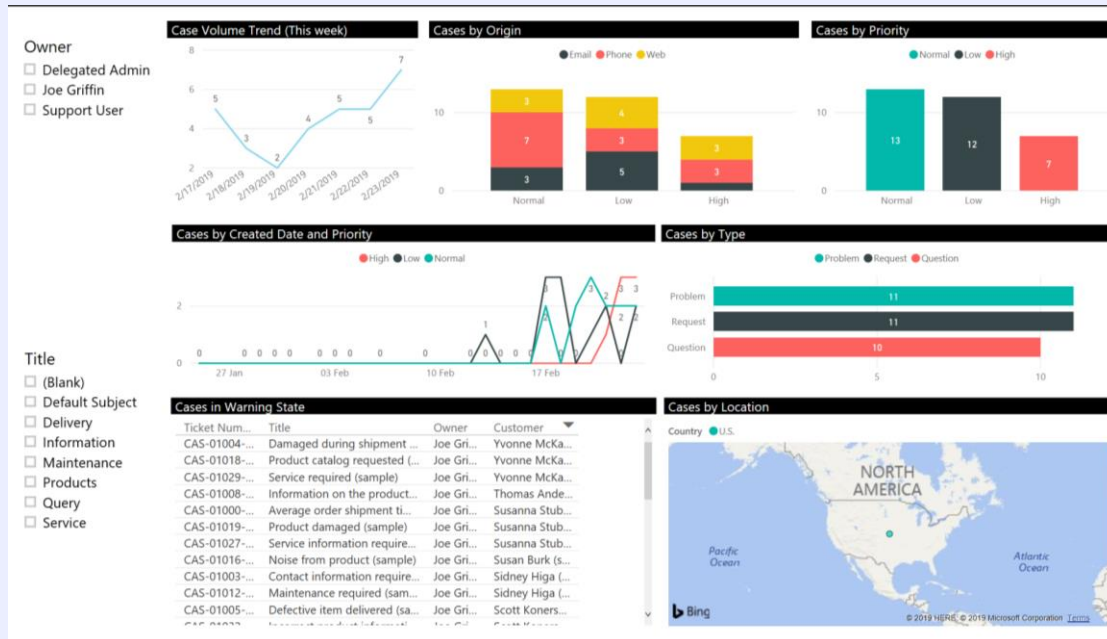 Owner
Delegated Admin
Joe Griffin
Support User
Title
(Blank)
Default Subject
Delivery
Information
Maintenance
Products
Query
Service
Case Volume Trend (This week)
8
6
4
2
5
3
2
4
5
5
7
2/17/2019
2/18/2019
2/19/2019
2/20/2019
2/21/2019
2/22/2019
2/23/2019
Cases by Origin
Email Phone Web
10
0
3
7
3
4
3
5
3
3
Normal Low High
Cases by Priority
Normal Low High
10
0
13
12
7
Normal Low High
Cases by Created Date and Priority
High Low Normal
2
0
0 0 0 0 0 0 0 0 0 0 0 0 0 0 0
1
3
2
3
2
3
3
2
2
27 Jan 03 Feb 10 Feb 17 Feb
Cases by Type
Problem Request Question
Problem 11
Request 11
Question 10
0 5 10
Cases in Warning State
Ticket Num... Title Owner Customer
CAS-01004-... Damaged during shipment ... Joe Gri... Yvonne McKa...
CAS-01018-... Product catalog requested (... Joe Gri... Yvonne McKa...
CAS-01029-... Service required (sample) Joe Gri... Yvonne McKa...
CAS-01008-... Information on the product... Joe Gri... Thomas Ande...
CAS-01000-... Average order shipment ti... Joe Gri... Susanna Stub...
CAS-01019-... Product damaged (sample) Joe Gri... Susanna Stub...
CAS-01027-... Service information require... Joe Gri... Susanna Stub...
CAS-01016-... Noise from product (sample) Joe Gri... Susan Burk (s...
CAS-01003-... Contact information require... Joe Gri... Sidney Higa (...
CAS-01012-... Maintenance required (sam... Joe Gri... Sidney Higa (...
CAS-01005-... Defective item delivered (sa... Joe Gri... Scott Koners...
Cases by Location
Country U.S.
NORTH
AMERICA
Pacific
Ocean
Atlantic
Ocean
Bing
© 2019 HERE, © 2019 Microsoft Corporation Terms